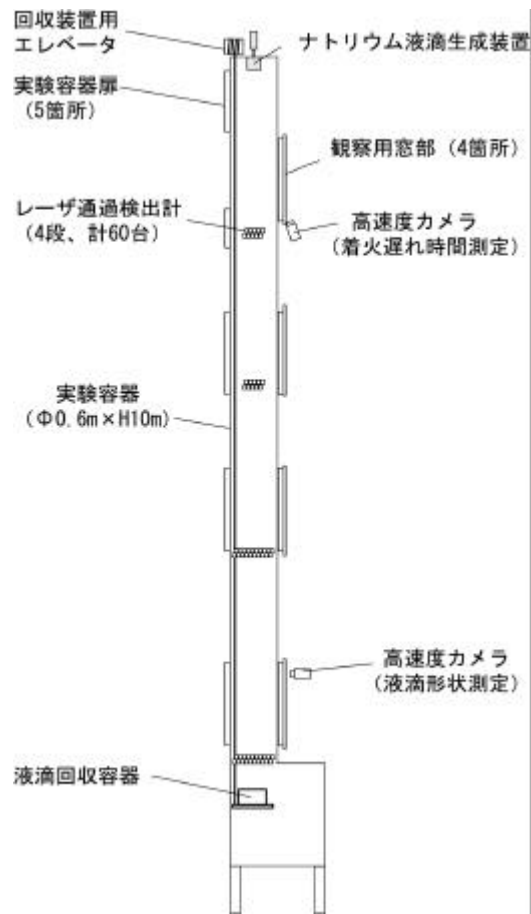 回収装置用
エレベータ
ナトリウム液滴生成装置
実験容器扉
（5箇所）
観察用窓部（4箇所）
レーザ通過検出計
（4段、計60台）
高速度カメラ
（着火遅れ時間測定）
実験容器
（Φ0.6m×H10m）
高速度カメラ
（液滴形状測定）
液滴回収容器